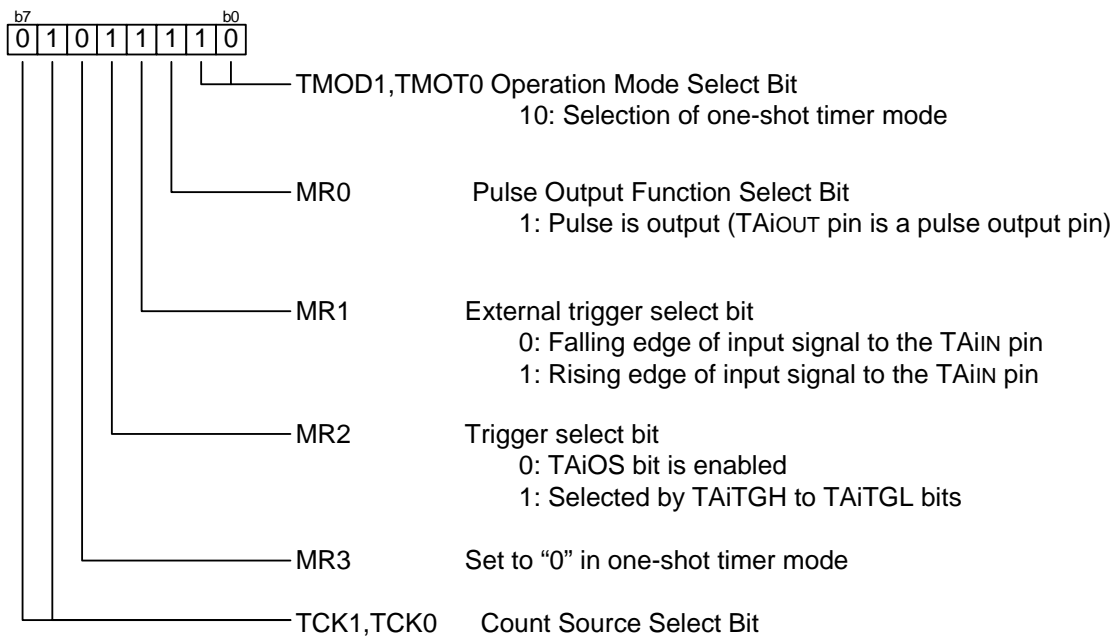 b7 b0
0 1 0 1 1 1 1 0
TMOD1,TMOT0 Operation Mode Select Bit
10: Selection of one-shot timer mode
MR0 Pulse Output Function Select Bit
1: Pulse is output (TAiOUT pin is a pulse output pin)
MR1 External trigger select bit
0: Falling edge of input signal to the TAiIN pin
1: Rising edge of input signal to the TAiIN pin
MR2 Trigger select bit
0: TAiOS bit is enabled
1: Selected by TAiTGH to TAiTGL bits
MR3 Set to “0” in one-shot timer mode
TCK1,TCK0 Count Source Select Bit